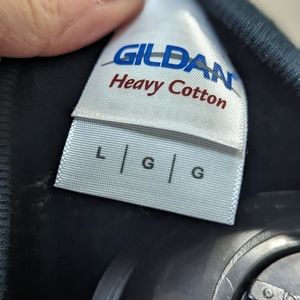 GILDAN
Heavy Cotton
L | G | G